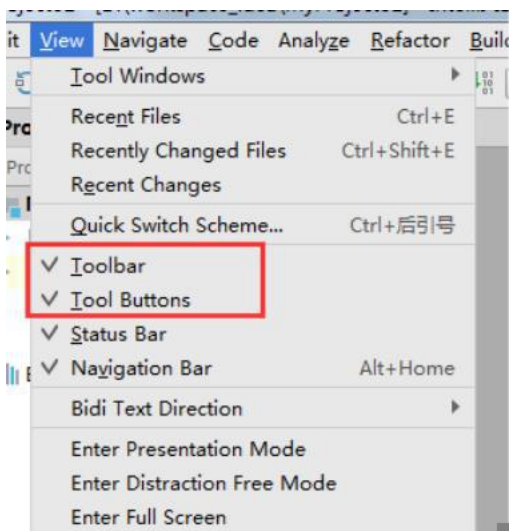 it View Navigate Code Analyze Refactor Build
Tool Windows
Recent Files Ctrl+E
Recently Changed Files Ctrl+Shift+E
Recent Changes
Quick Switch Scheme... Ctrl+后引号
Toolbar
Tool Buttons
Status Bar
Navigation Bar Alt+Home
Bidi Text Direction
Enter Presentation Mode
Enter Distraction Free Mode
Enter Full Screen